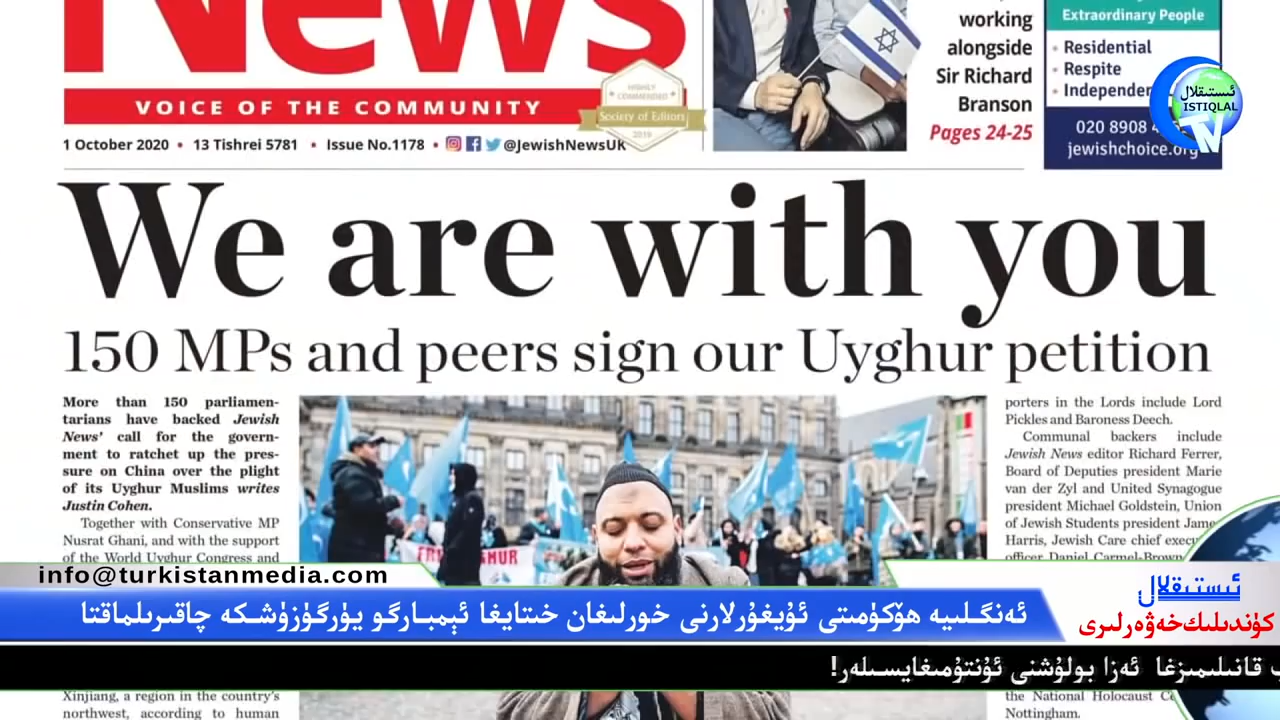 News
VOICE OF THE COMMUNITY
HIGHLY
COMMENDED
Society of Editors
2019
1 October 2020 • 13 Tishrei 5781 • Issue No.1178 • @JewishNewsUK
working
alongside
Sir Richard
Branson
Pages 24-25
Extraordinary People
• Residential
• Respite
020 8908
jewishchoice.org
ئىستىقلال
ISTIQLAL
TV
We are with you
150 MPs and peers sign our Uyghur petition
More than 150 parliamen-
tarians have backed Jewish
News' call for the govern-
ment to ratchet up the pres-
sure on China over the plight
of its Uyghur Muslims writes
Justin Cohen.
Together with Conservative MP
Nusrat Ghani, and with the support
of the World Uyghur Congress and
porters in the Lords include Lord
Pickles and Baroness Deech.
Communal backers include
Jewish News editor Richard Ferrer,
Board of Deputies president Marie
van der Zyl and United Synagogue
president Michael Goldstein, Union
of Jewish Students president
Harris, Jewish Care chief
officer Daniel
info@turkistanmedia.com
ئەنگلىيە ھۆكۈمىتى ئۇيغۇرلارنى خورلىغان خىتايغا ئېمبارگو يۈرگۈزۈشكە چاقىرىلماقتا
ئىستىقلال
كۈندىلىك خەۋەرلىرى
قانىلىمىزغا ئەزا بولۇشنى ئۇنتۇمىغايسىلەر!
Xinjiang, a region in the country's
northwest, according to human
the National Holocaust
Nottingham.